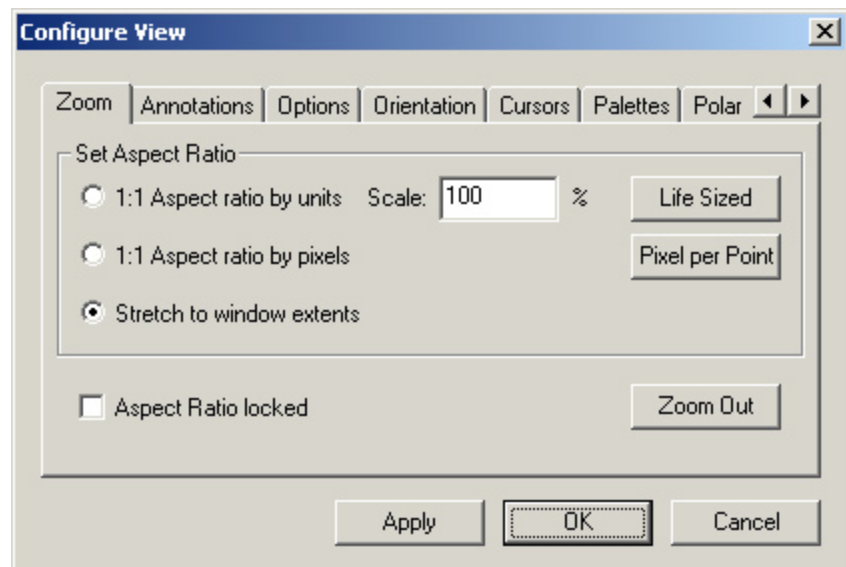 Configure View
Zoom Annotations Options Orientation Cursors Palettes Polar
Set Aspect Ratio
1:1 Aspect ratio by units Scale: 100 % Life Sized
1:1 Aspect ratio by pixels Pixel per Point
Stretch to window extents
Aspect Ratio locked Zoom Out
Apply OK Cancel